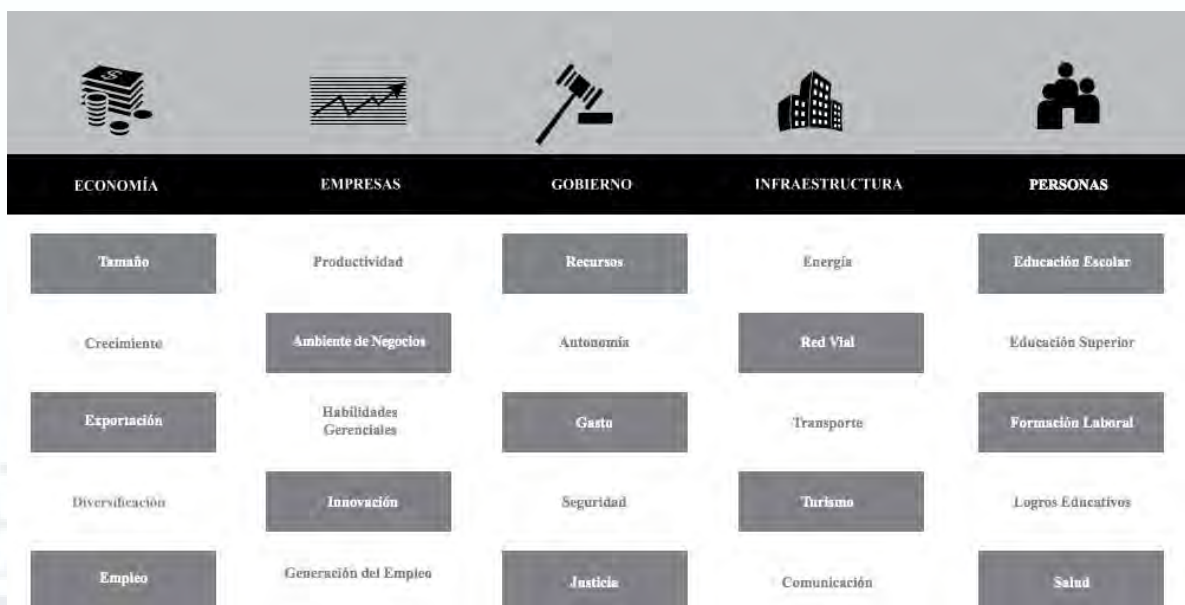 $
ECONOMÍA
EMPRESAS
GOBIERNO
INFRAESTRUCTURA
PERSONAS
Tamaño
Productividad
Recursos
Energía
Educación Escolar
Crecimiento
Ambiente de Negocios
Autonomía
Red Vial
Educación Superior
Exportación
Habilidades
Gerenciales
Gasto
Transporte
Formación Laboral
Diversificación
Innovación
Seguridad
Turismo
Logros Educativos
Empleo
Generación del Empleo
Justicia
Comunicación
Salud